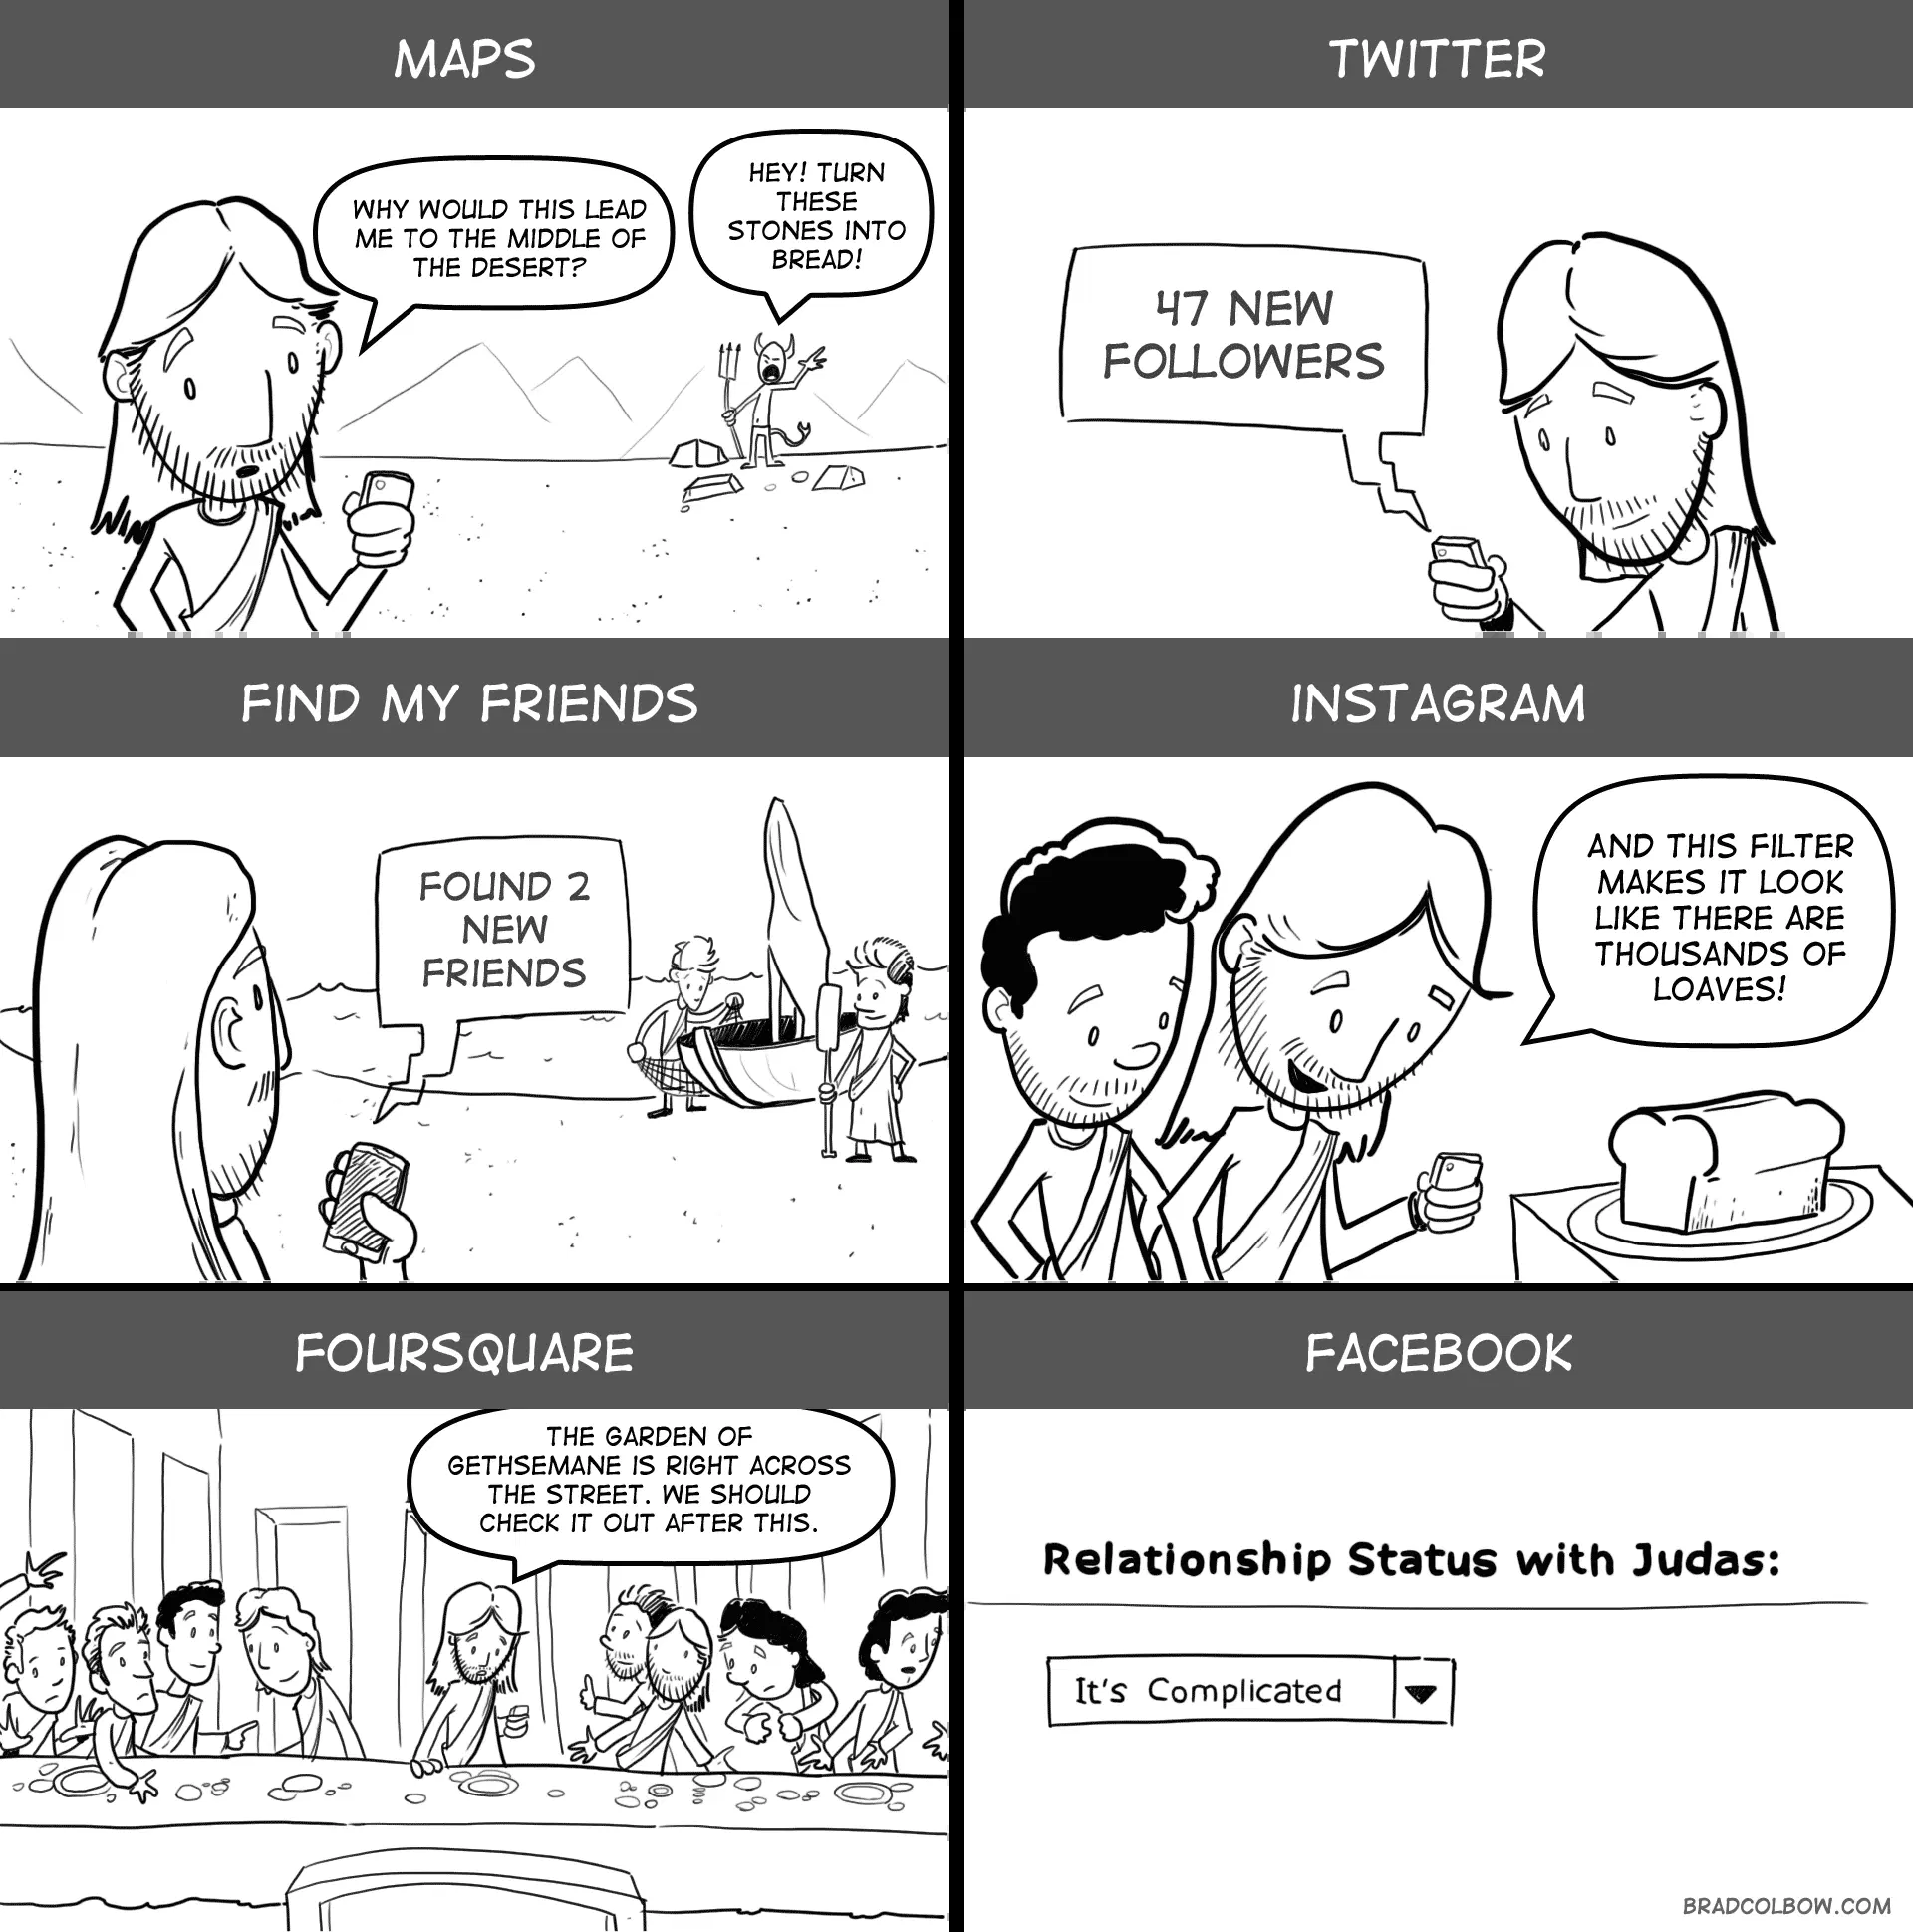 MAPS
WHY WOULD THIS LEAD
ME TO THE MIDDLE OF
THE DESERT?
HEY! TURN
THESE
STONES INTO
BREAD!
TWITTER
47 NEW
FOLLOWERS
FIND MY FRIENDS
FOUND 2
NEW
FRIENDS
INSTAGRAM
AND THIS FILTER
MAKES IT LOOK
LIKE THERE ARE
THOUSANDS OF
LOAVES!
FOURSQUARE
THE GARDEN OF
GETHSEMANE IS RIGHT ACROSS
THE STREET. WE SHOULD
CHECK IT OUT AFTER THIS.
FACEBOOK
Relationship Status with Judas:
It's Complicated
BRADCOLBOW.COM